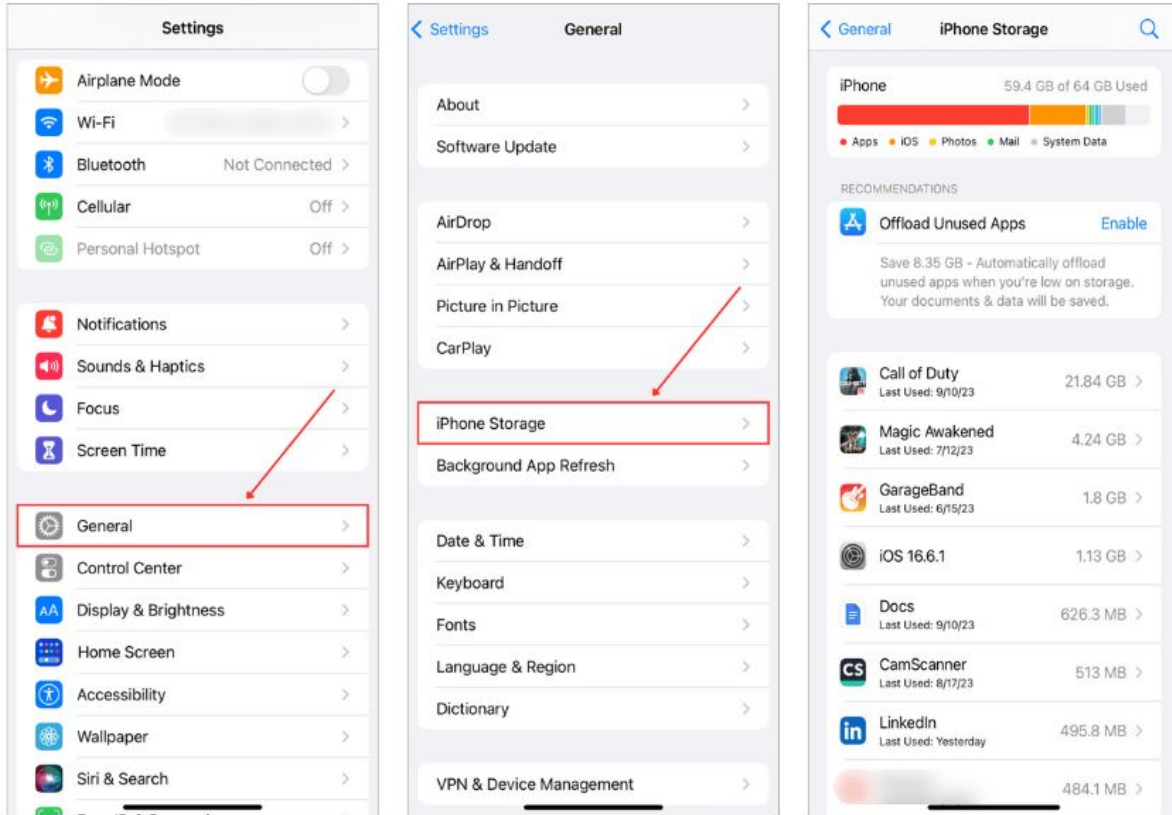 Settings
Airplane Mode
Wi-Fi
Bluetooth Not Connected
Cellular Off
Personal Hotspot Off
Notifications
Sounds & Haptics
Focus
Screen Time
General
Control Center
Display & Brightness
Home Screen
Accessibility
Wallpaper
Siri & Search
Settings General
About
Software Update
AirDrop
AirPlay & Handoff
Picture in Picture
CarPlay
iPhone Storage
Background App Refresh
Date & Time
Keyboard
Fonts
Language & Region
Dictionary
VPN & Device Management
General iPhone Storage
iPhone 59.4 GB of 64 GB Used
Apps iOS Photos Mail System Data
RECOMMENDATIONS
Offload Unused Apps Enable
Save 8.35 GB - Automatically offload
unused apps when you're low on storage.
Your documents & data will be saved.
Call of Duty 21.84 GB
Last Used: 9/10/23
Magic Awakened 4.24 GB
Last Used: 7/12/23
GarageBand 1.8 GB
Last Used: 6/15/23
iOS 16.6.1 1.13 GB
Docs 626.3 MB
Last Used: 9/10/23
CamScanner 513 MB
Last Used: 8/17/23
LinkedIn 495.8 MB
Last Used: Yesterday
484.1 MB